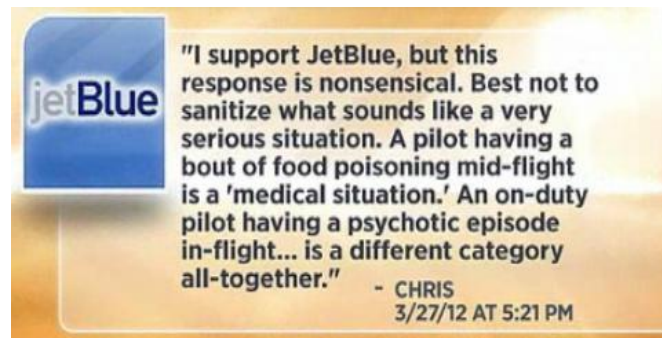 jetBlue
"I support JetBlue, but this
response is nonsensical. Best not to
sanitize what sounds like a very
serious situation. A pilot having a
bout of food poisoning mid-flight
is a 'medical situation.' An on-duty
pilot having a psychotic episode
in-flight... is a different category
all-together."
- CHRIS
3/27/12 AT 5:21 PM